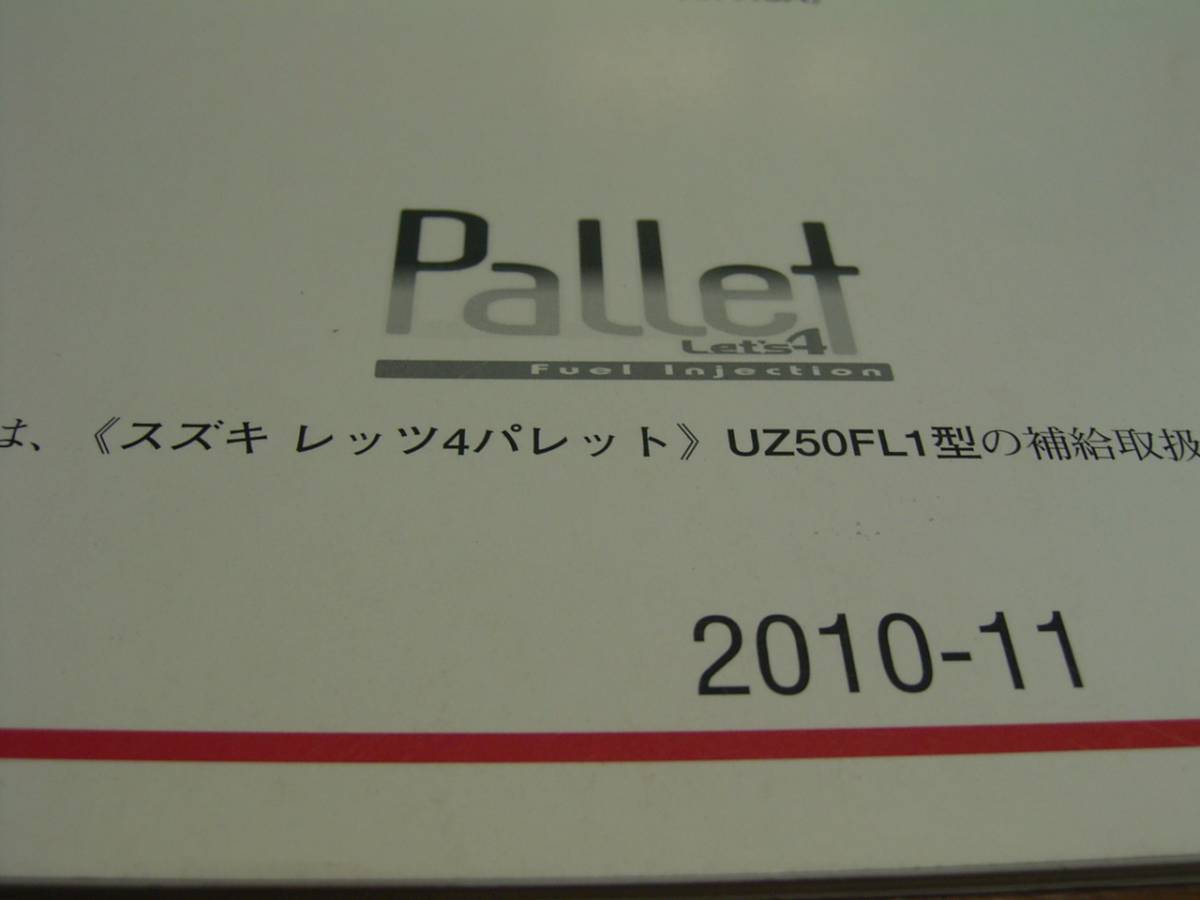 Pallet
Let's4
Fuel Injection
は、《スズキ レッツ4パレット》UZ50FL1型の補給取扱
2010-11